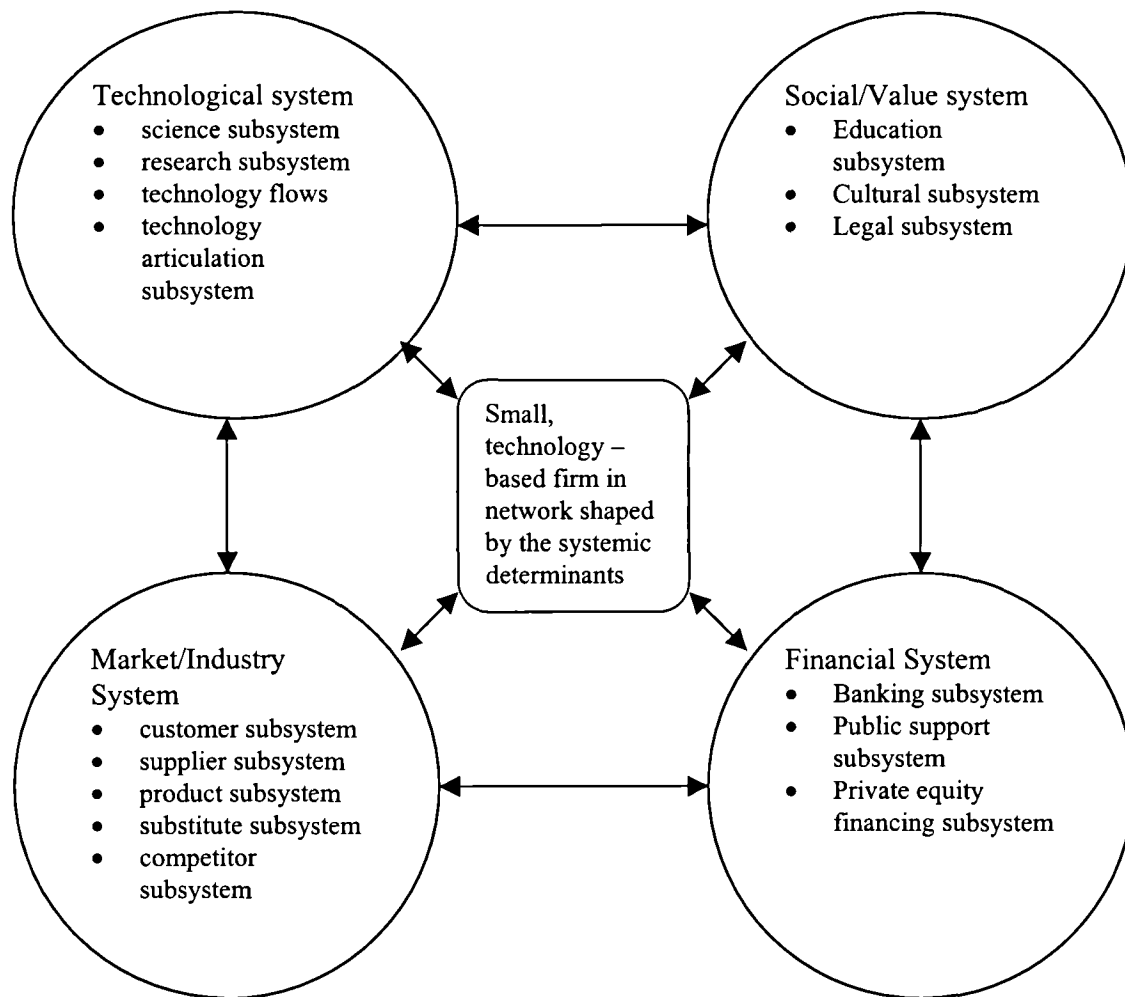 Technological system
• science subsystem
• research subsystem
• technology flows
• technology
articulation
subsystem
Social/Value system
• Education
subsystem
• Cultural subsystem
• Legal subsystem
Small,
technology –
based firm in
network shaped
by the systemic
determinants
Market/Industry
System
• customer subsystem
• supplier subsystem
• product subsystem
• substitute subsystem
• competitor
subsystem
Financial System
• Banking subsystem
• Public support
subsystem
• Private equity
financing subsystem